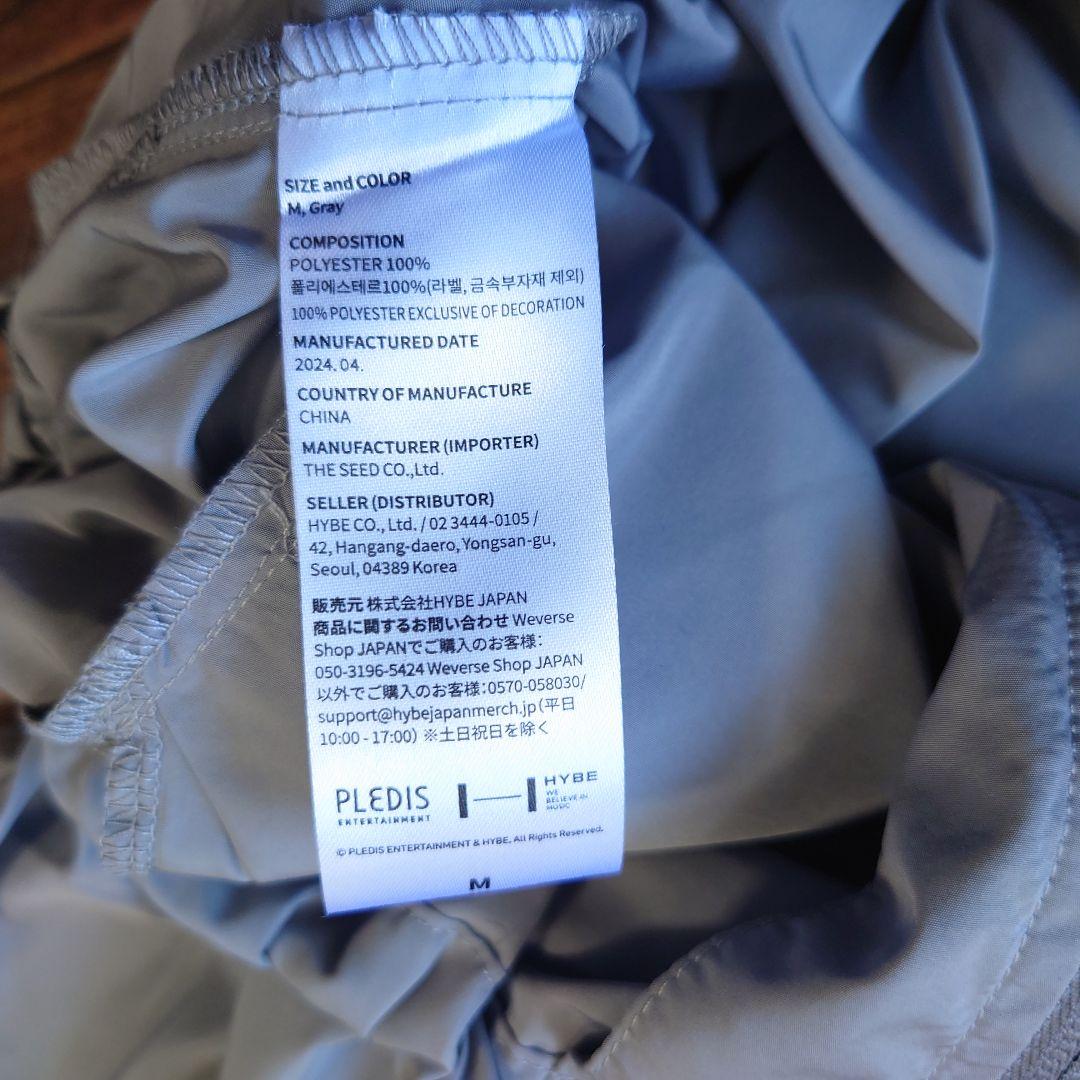 SIZE and COLOR
M, Gray
COMPOSITION
POLYESTER 100%
폴리에스테르100%(라벨, 금속부자재 제외)
100% POLYESTER EXCLUSIVE OF DECORATION
MANUFACTURED DATE
2024. 04.
COUNTRY OF MANUFACTURE
CHINA
MANUFACTURER (IMPORTER)
THE SEED CO.,Ltd.
SELLER (DISTRIBUTOR)
HYBE CO., Ltd. / 02 3444-0105 /
42, Hangang-daero, Yongsan-gu,
Seoul, 04389 Korea
販売元 株式会社HYBE JAPAN
商品に関するお問い合わせ Weverse
Shop JAPANでご購入のお客様:
050-3196-5424 Weverse Shop JAPAN
以外でご購入のお客様:0570-058030/
support@hybejapanmerch.jp(平日
10:00 - 17:00) ※土日祝日を除く
PLEDIS
ENTERTAINMENT
HYBE
WE
BELIEVE IN
MUSIC
© PLEDIS ENTERTAINMENT & HYBE. All Rights Reserved.
M